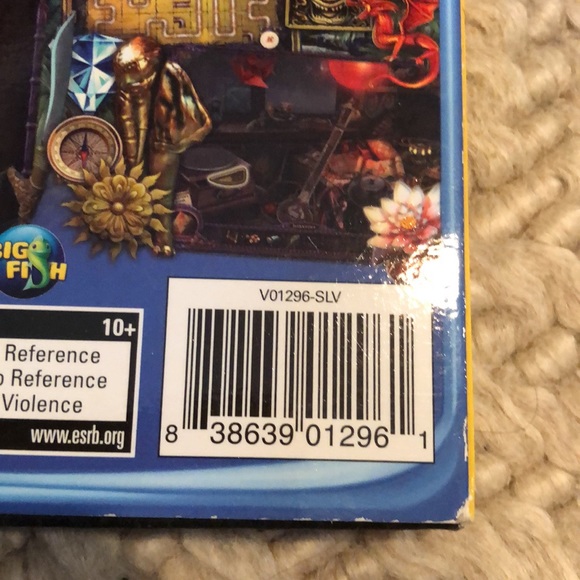 BIG
FISH
10+
Reference
o Reference
Violence
www.esrb.org
V01296-SLV
8 38639 01296 1